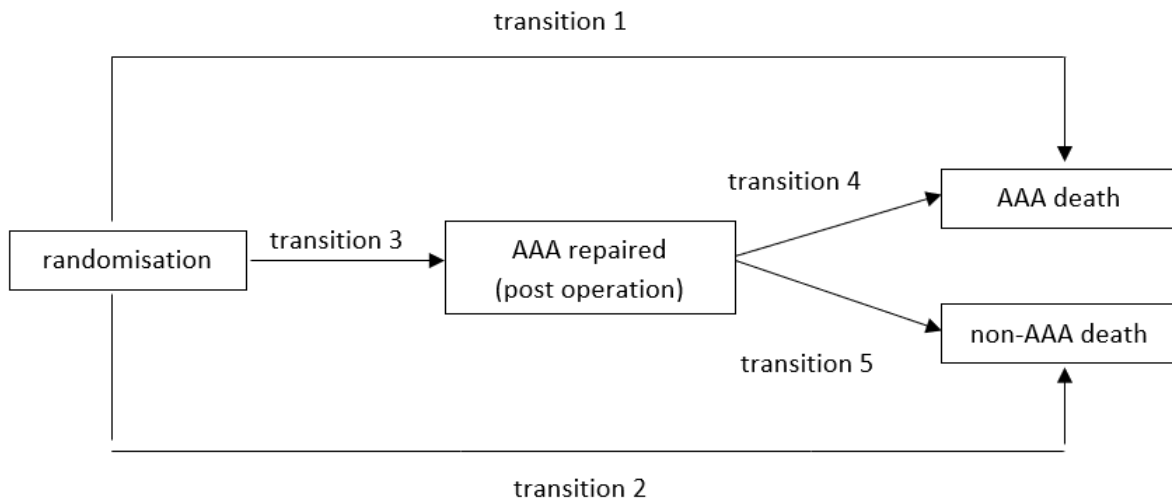 transition 1
transition 4
AAA death
randomisation
transition 3
AAA repaired
(post operation)
non-AAA death
transition 5
transition 2